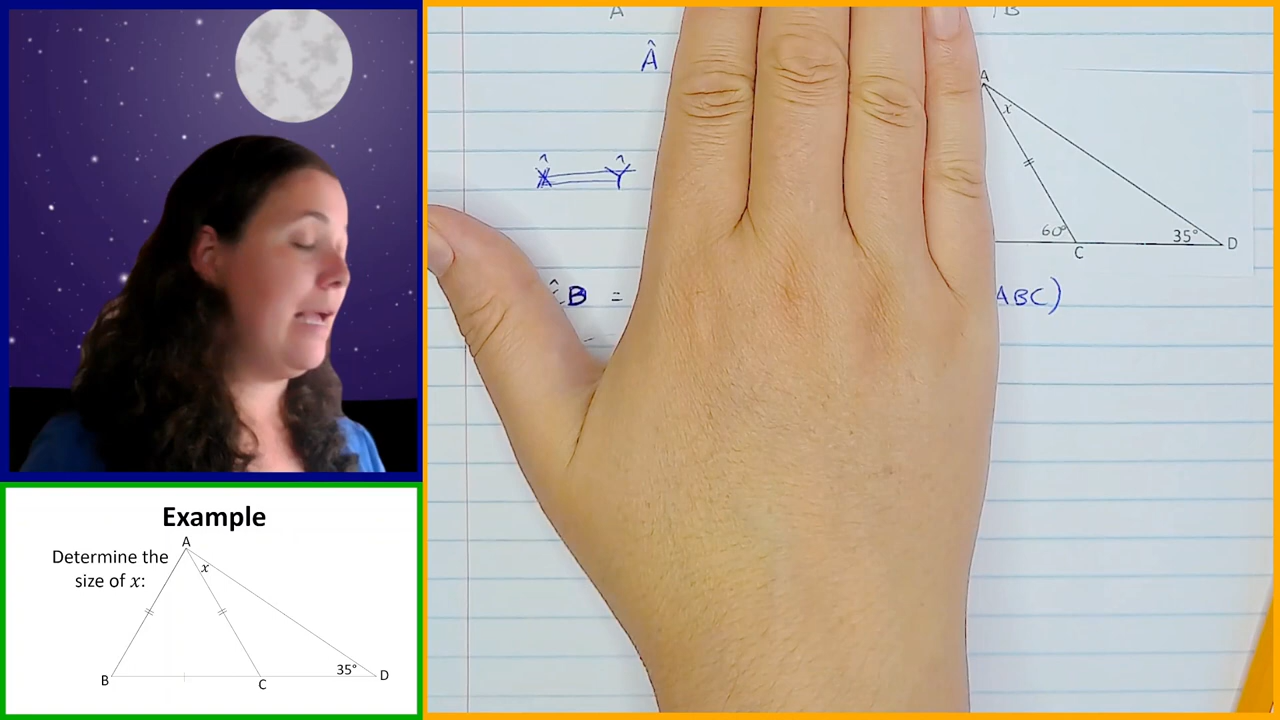 Example
Determine the
size of x:
A
x
35°
B
C
D
A
B
Â
A
x
X̂
Ŷ
60°
35°
C
D
B =
ABC)